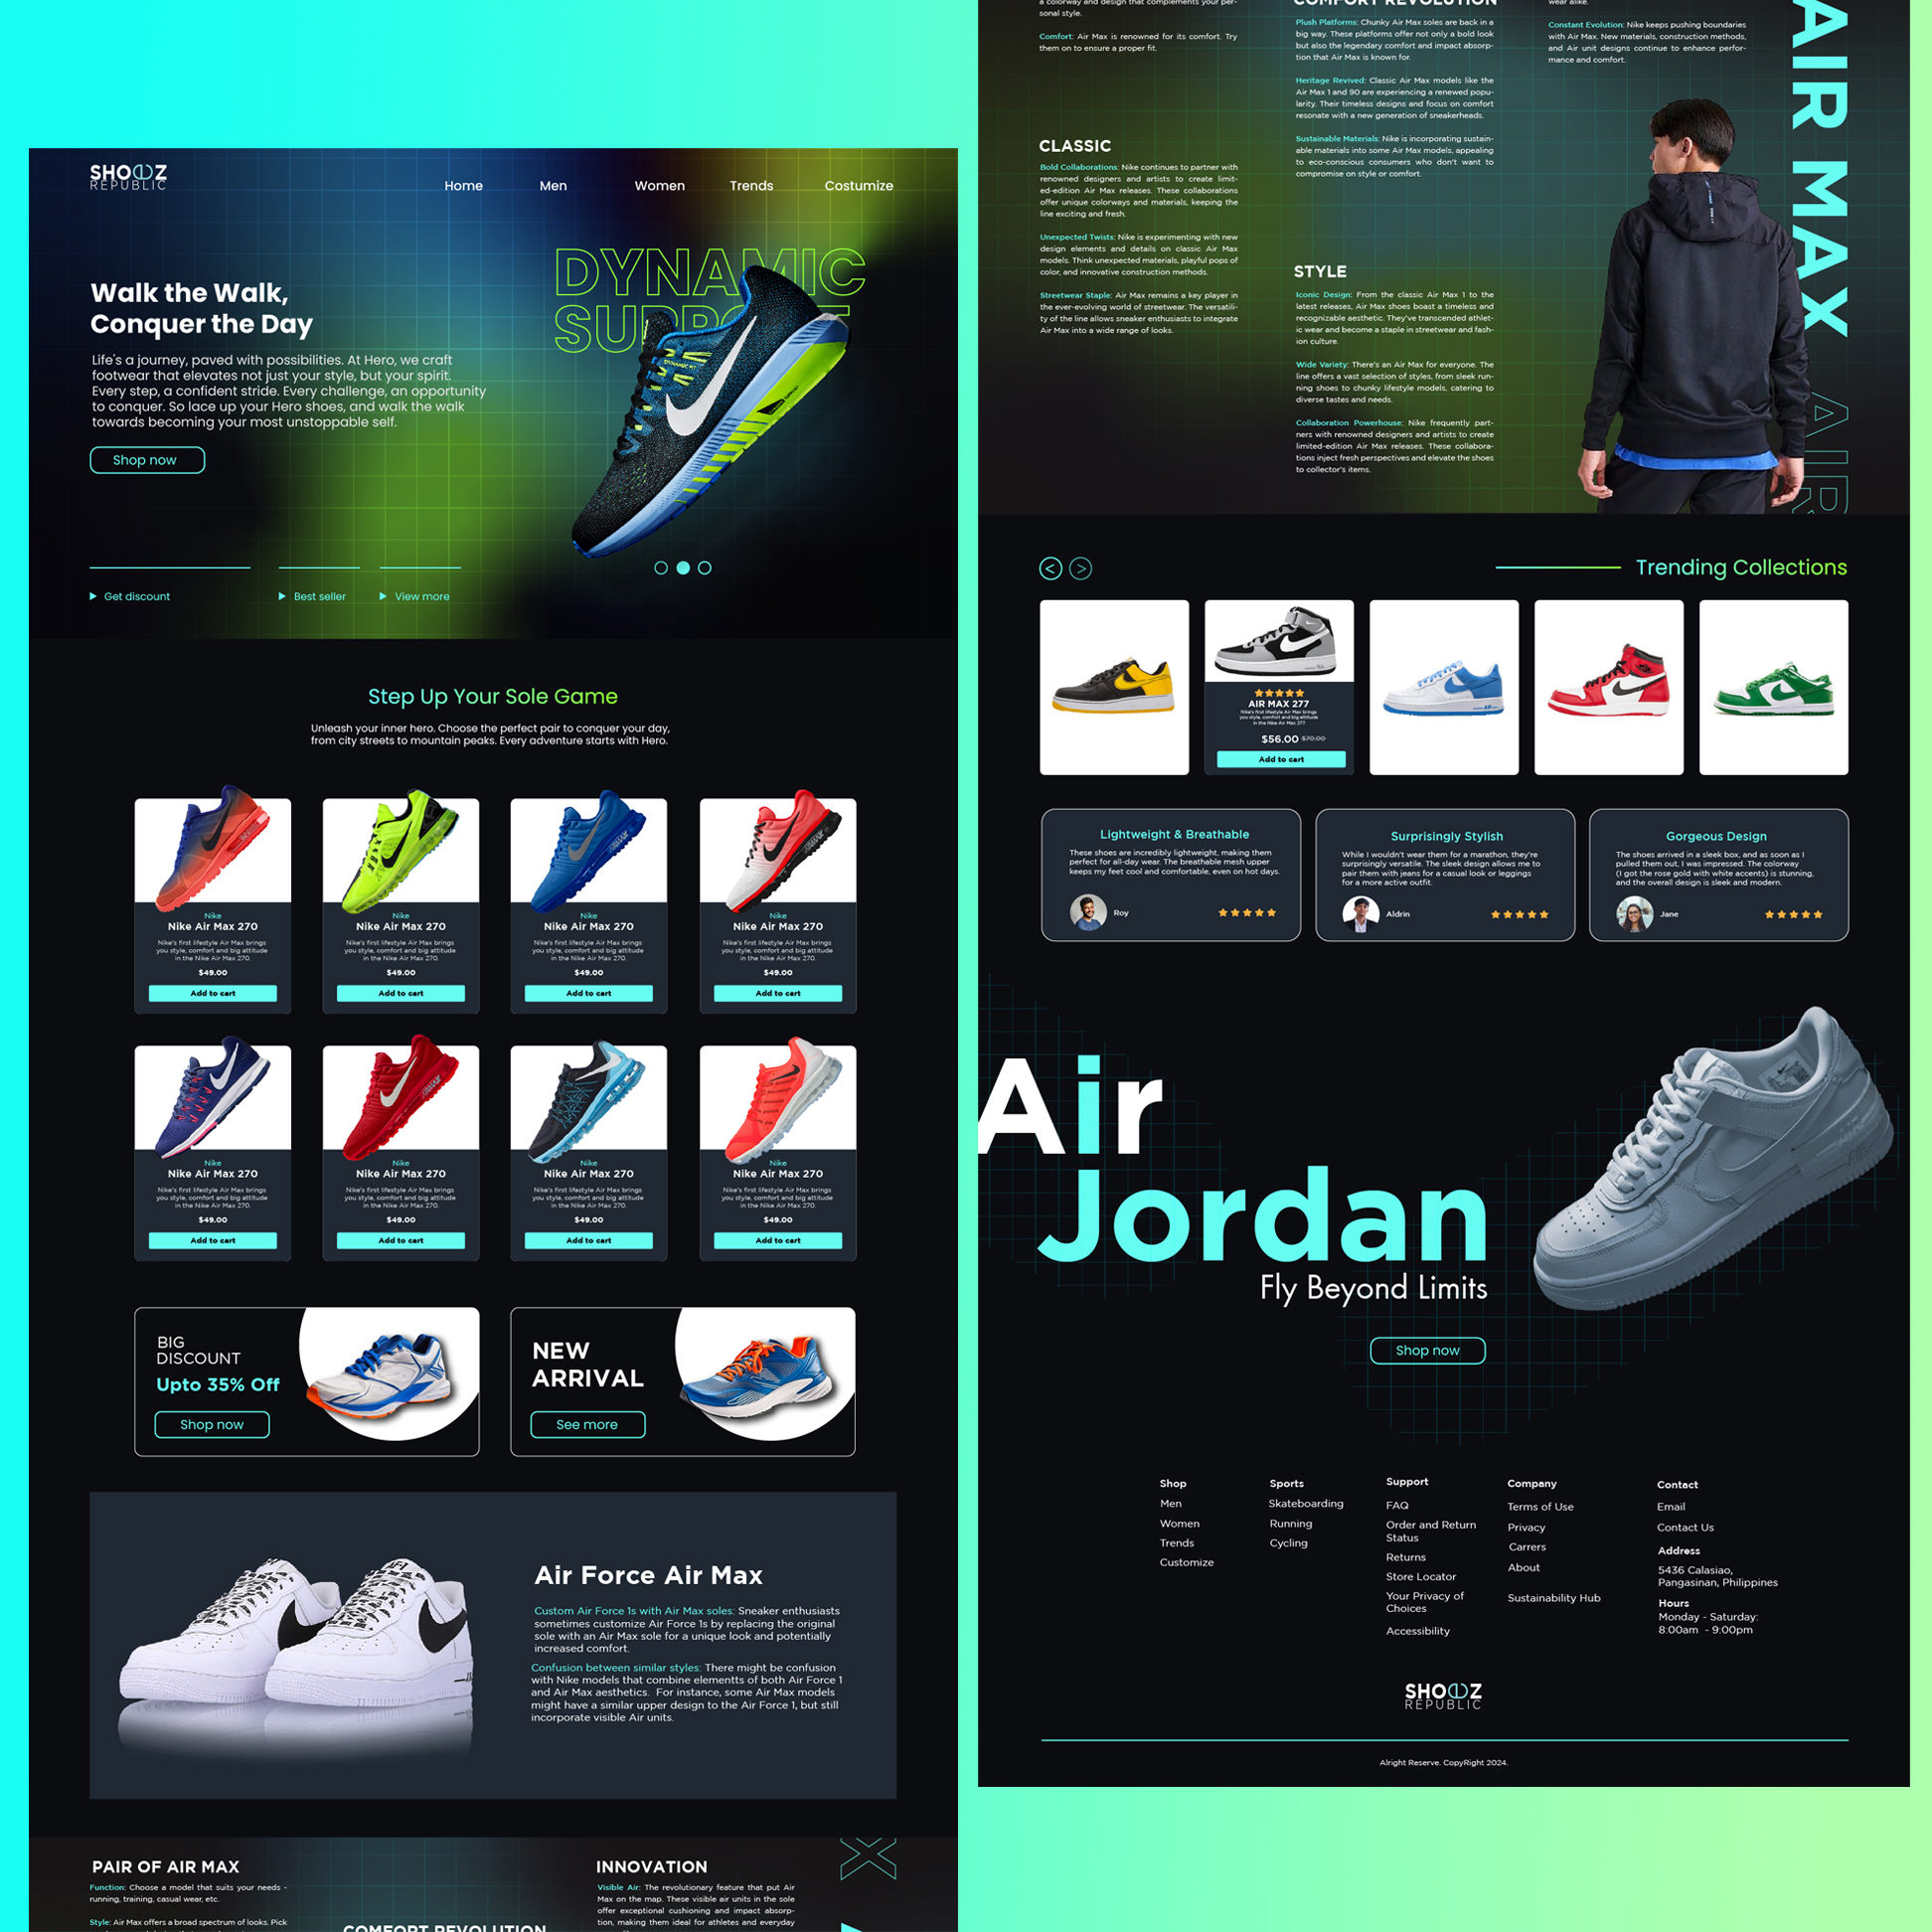 SHOEZ
REPUBLIC
Home
Men
Women
Trends
Costumize
DYNAMIC
Walk the Walk,
Conquer the Day
Life's a journey, paved with possibilities. At Hero, we craft
footwear that elevates not just your style, but your spirit.
Every step, a confident stride. Every challenge, an opportunity
to conquer. So lace up your Hero shoes, and walk the walk
towards becoming your most unstoppable self.
Shop now
Get discount
Best seller
View more
Step Up Your Sole Game
Unleash your inner hero. Choose the perfect pair to conquer your day,
from city streets to mountain peaks. Every adventure starts with Hero.
Nike
Nike Air Max 270
Nike's first lifestyle Air Max brings
you style, comfort and big attitude
in the Nike Air Max 270.
$49.00
Add to cart
Nike
Nike Air Max 270
Nike's first lifestyle Air Max brings
you style, comfort and big attitude
in the Nike Air Max 270.
$49.00
Add to cart
Nike
Nike Air Max 270
Nike's first lifestyle Air Max brings
you style, comfort and big attitude
in the Nike Air Max 270.
$49.00
Add to cart
Nike
Nike Air Max 270
Nike's first lifestyle Air Max brings
you style, comfort and big attitude
in the Nike Air Max 270.
$49.00
Add to cart
Nike
Nike Air Max 270
Nike's first lifestyle Air Max brings
you style, comfort and big attitude
in the Nike Air Max 270.
$49.00
Add to cart
Nike
Nike Air Max 270
Nike's first lifestyle Air Max brings
you style, comfort and big attitude
in the Nike Air Max 270.
$49.00
Add to cart
Nike
Nike Air Max 270
Nike's first lifestyle Air Max brings
you style, comfort and big attitude
in the Nike Air Max 270.
$49.00
Add to cart
Nike
Nike Air Max 270
Nike's first lifestyle Air Max brings
you style, comfort and big attitude
in the Nike Air Max 270.
$49.00
Add to cart
BIG
DISCOUNT
Upto 35% Off
Shop now
NEW
ARRIVAL
See more
Air Force Air Max
Custom Air Force 1s with Air Max soles: Sneaker enthusiasts
sometimes customize Air Force 1s by replacing the original
sole with an Air Max sole for a unique look and potentially
increased comfort.
Confusion between similar styles: There might be confusion
with Nike models that combine elementts of both Air Force 1
and Air Max aesthetics. For instance, some Air Max models
might have a similar upper design to the Air Force 1, but still
incorporate visible Air units.
PAIR OF AIR MAX
Function: Choose a model that suits your needs -
running, training, casual wear, etc.
Style: Air Max offers a broad spectrum of looks. Pick
COMFORT REVOLUTION
INNOVATION
Visible Air: The revolutionary feature that put Air
Max on the map. These visible air units in the sole
offer exceptional cushioning and impact absorp-
tion, making them ideal for athletes and everyday
X
a colorway and design that complements your per-
sonal style.
Comfort: Air Max is renowned for its comfort. Try
them on to ensure a proper fit.
CLASSIC
Bold Collaborations: Nike continues to partner with
renowned designers and artists to create limit-
ed-edition Air Max releases. These collaborations
offer unique colorways and materials, keeping the
line exciting and fresh.
Unexpected Twists: Nike is experimenting with new
design elements and details on classic Air Max
models. Think unexpected materials, playful pops of
color, and innovative construction methods.
Streetwear Staple: Air Max remains a key player in
the ever-evolving world of streetwear. The versatili-
ty of the line allows sneaker enthusiasts to integrate
Air Max into a wide range of looks.
COMFORT REVOLUTION
Plush Platforms: Chunky Air Max soles are back in a
big way. These platforms offer not only a bold look
but also the legendary comfort and impact absorp-
tion that Air Max is known for.
Heritage Revived: Classic Air Max models like the
Air Max 1 and 90 are experiencing a renewed popu-
larity. Their timeless designs and focus on comfort
resonate with a new generation of sneakerheads.
Sustainable Materials: Nike is incorporating sustain-
able materials into some Air Max models, appealing
to eco-conscious consumers who don't want to
compromise on style or comfort.
STYLE
Iconic Design: From the classic Air Max 1 to the
latest releases, Air Max shoes boast a timeless and
recognizable aesthetic. They've transcended athlet-
ic wear and become a staple in streetwear and fash-
ion culture.
Wide Variety: There's an Air Max for everyone. The
line offers a vast selection of styles, from sleek run-
ning shoes to chunky lifestyle models, catering to
diverse tastes and needs.
Collaboration Powerhouse: Nike frequently part-
ners with renowned designers and artists to create
limited-edition Air Max releases. These collabora-
tions inject fresh perspectives and elevate the shoes
to collector's items.
wear alike.
Constant Evolution: Nike keeps pushing boundaries
with Air Max. New materials, construction methods,
and Air unit designs continue to enhance perfor-
mance and comfort.
AIR MAX
AIR
< >
Trending Collections
AIR MAX 277
Nike's first lifestyle Air Max brings
you style, comfort and big attitude
in the Nike Air Max 277
$56.00 $70.00
Add to cart
Lightweight & Breathable
These shoes are incredibly lightweight, making them
perfect for all-day wear. The breathable mesh upper
keeps my feet cool and comfortable, even on hot days.
Roy
Surprisingly Stylish
While I wouldn't wear them for a marathon, they're
surprisingly versatile. The sleek design allows me to
pair them with jeans for a casual look or leggings
for a more active outfit.
Aldrin
Gorgeous Design
The shoes arrived in a sleek box, and as soon as I
pulled them out, I was impressed. The colorway
(I got the rose gold with white accents) is stunning,
and the overall design is sleek and modern.
Jane
Air
Jordan
Fly Beyond Limits
Shop now
Shop
Men
Women
Trends
Customize
Sports
Skateboarding
Running
Cycling
Support
FAQ
Order and Return
Status
Returns
Store Locator
Your Privacy of
Choices
Accessibility
Company
Terms of Use
Privacy
Carrers
About
Sustainability Hub
Contact
Email
Contact Us
Address
5436 Calasiao,
Pangasinan, Philippines
Hours
Monday - Saturday:
8:00am - 9:00pm
SHOEZ
REPUBLIC
Alright Reserve. CopyRight 2024.